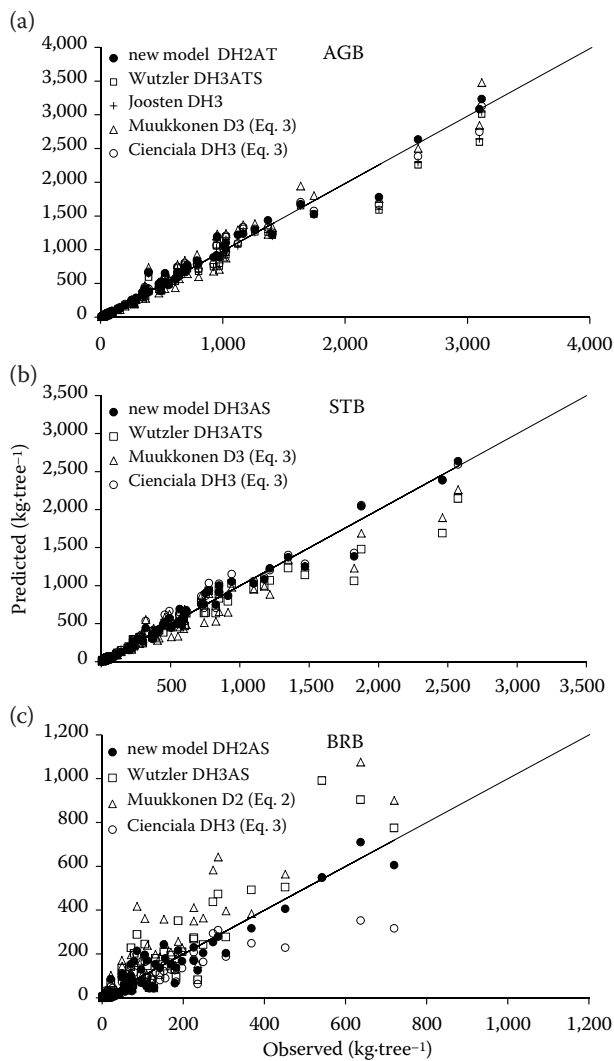 (a)
4,000
3,500
3,000
2,500
2,000
1,500
1,000
500
0
AGB
new model DH2AT
Wutzler DH3ATS
Joosten DH3
Muukkonen D3 (Eq. 3)
Cienciala DH3 (Eq. 3)
0 1,000 2,000 3,000 4,000
(b)
3,500
3,000
2,500
2,000
1,500
1,000
500
0
STB
new model DH3AS
Wutzler DH3ATS
Muukkonen D3 (Eq. 3)
Cienciala DH3 (Eq. 3)
Predicted (kg·tree−1)
500 1,000 1,500 2,000 2,500 3,000 3,500
(c)
1,200
1,000
800
600
400
200
0
BRB
new model DH2AS
Wutzler DH3AS
Muukkonen D2 (Eq. 2)
Cienciala DH3 (Eq. 3)
0 200 400 600 800 1,000 1,200
Observed (kg·tree−1)